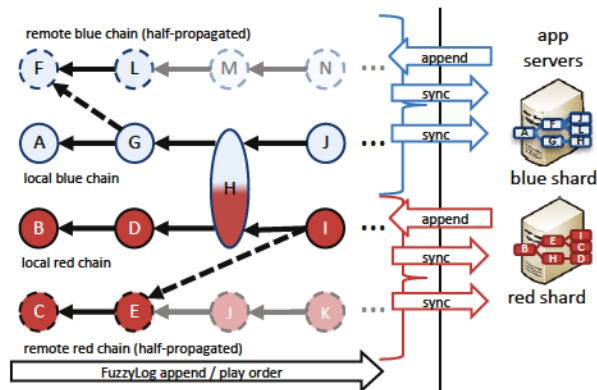 remote blue chain (half-propagated)
F L M N ...
append
app
servers
sync
A G J ...
sync
A F J
L
G H
local blue chain
blue shard
H
B D I ...
append
local red chain
sync
B E I
C
H D
red shard
C E J K ...
sync
remote red chain (half-propagated)
FuzzyLog append / play order